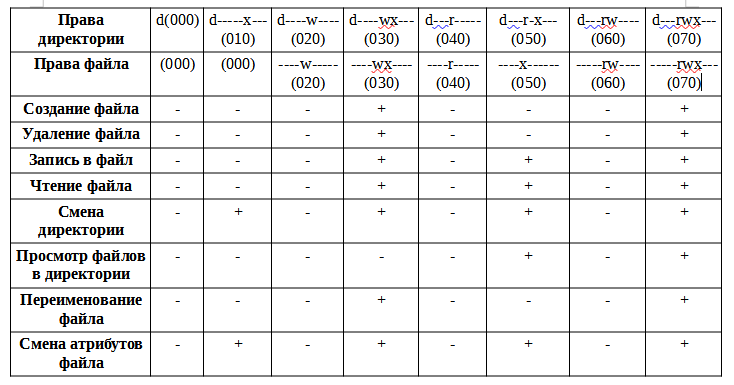 Права директории d(000) d-----x--- (010) d----w---- (020) d----wx--- (030) d---r----- (040) d---r-x--- (050) d---rw---- (060) d---rwx--- (070)
Права файла (000) (000) ----w----- (020) ----wx---- (030) ----r----- (040) ----x------ (050) -----rw---- (060) -----rwx--- (070)
Создание файла - - - + - - - +
Удаление файла - - - + - - - +
Запись в файл - - - + - + - +
Чтение файла - - - + - + - +
Смена директории - + - + - + - +
Просмотр файлов в директории - - - - - + - +
Переименование файла - - - + - - - +
Смена атрибутов файла - + - + - + - +